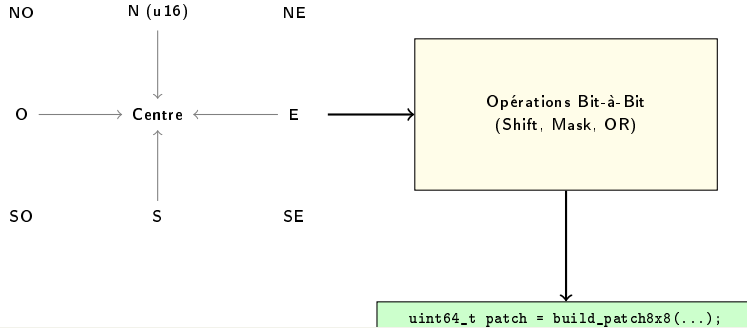 NO N (u16) NE
O Centre E
Opérations Bit-à-Bit
(Shift, Mask, OR)
SO S SE
uint64_t patch = build_patch8x8(...);